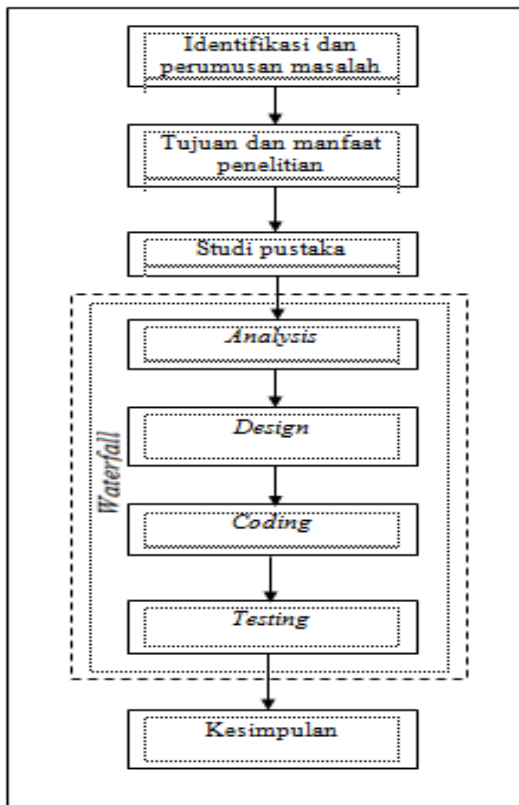 Identifikasi dan
perumusan masalah
Tujuan dan manfaat
penelitian
Studi pustaka
Waterfall
Analysis
Design
Coding
Testing
Kesimpulan